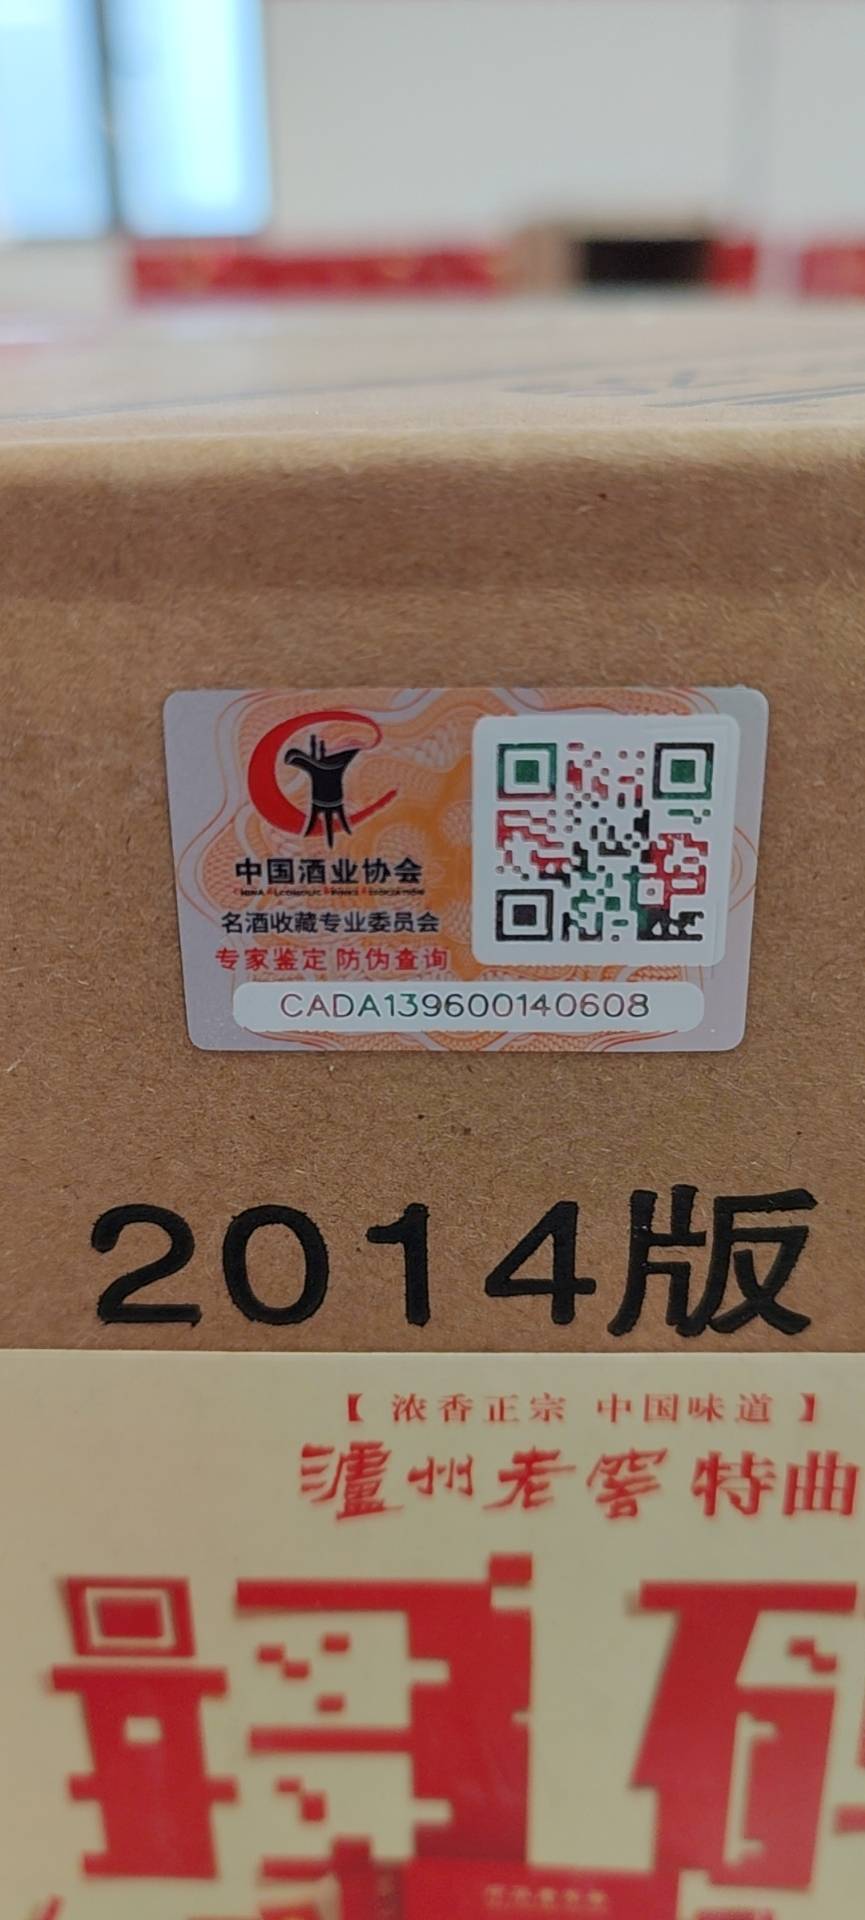 中国酒业协会
名酒收藏专业委员会
专家鉴定 防伪查询
CADA139600140608
2014版
【 浓香正宗 中国味道 】
泸州老窖 特曲